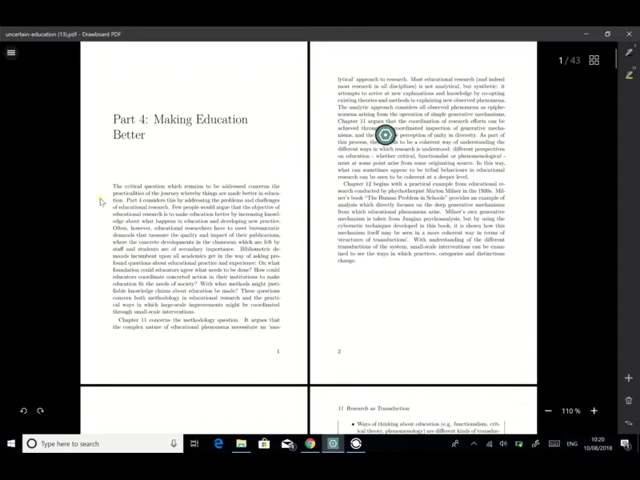 uncertain-education (13).pdf - Drawboard PDF
1 / 43
Part 4: Making Education
Better
The critical question which remains to be addressed concerns the
practicalities of the journey whereby things are made better in educa-
tion. Part 4 considers this by addressing the problems and challenges
of educational research. Few people would argue that the objective of
educational research is to make education better by increasing knowl-
edge about what happens in education and developing new practice.
Often, however, educational researchers have to meet bureaucratic
demands that measure the quality and impact of their publications,
where the concrete developments in the classroom which are felt by
staff and students are of secondary importance. Bibliometric de-
mands incumbent upon all academics get in the way of asking pro-
found questions about educational practice and experience: On what
foundation could educators agree what needs to be done? How could
educators coordinate concerted action in their institutions to make
education fit the needs of society? With what methods might justi-
fiable knowledge claims about education be made? These questions
concern both methodology in educational research and the practi-
cal ways in which large-scale improvements might be coordinated
through small-scale interventions.
Chapter 11 concerns the methodology question. It argues that
the complex nature of educational phenomena necessitate an 'ana-
1
lytical' approach to research. Most educational research (and indeed
most research in all disciplines) is not analytical, but synthetic: it
attempts to arrive at new explanations and knowledge by co-opting
existing theories and methods in explaining new observed phenomena.
The analytic approach considers all observed phenomena as epiphe-
nomena arising from the operation of simple generative mechanisms.
Chapter 11 argues that the coordination of research efforts can be
achieved through coordinated inspection of generative mecha-
nisms, and the perception of unity in diversity. As part of
this process, the to be a coherent way of understanding the
different ways in which research is understood: different perspectives
on education - whether critical, functionalist or phenomenological -
must at some point arise from some originating source. In this way,
what can sometimes appear to be tribal behaviours in educational
research can be seen to be coherent at a deeper level.
Chapter 12 begins with a practical example from educational re-
search conducted by phychotherpist Marion Milner in the 1930s. Mil-
ner's book "The Human Problem in Schools" provides an example of
analysis which directly focuses on the deep generative mechanisms
from which educational phenomena arise. Milner's own generative
mechanism is taken from Jungian psychoanalysis, but by using the
cybernetic techniques developed in this book, it is shown how this
mechanism itself may be seen in a more coherent way in terms of
'structures of transductions'. With understanding of the different
transductions of the system, small-scale interventions can be exam-
ined to see the ways in which practices, categories and distinctions
change.
2
11 Research as Transduction
• Ways of thinking about education (e.g. functionalism, crit-
ical theory, phenomenology) are different kinds of transduc-
110 %
Type here to search
ENG
10:20
10/08/2018